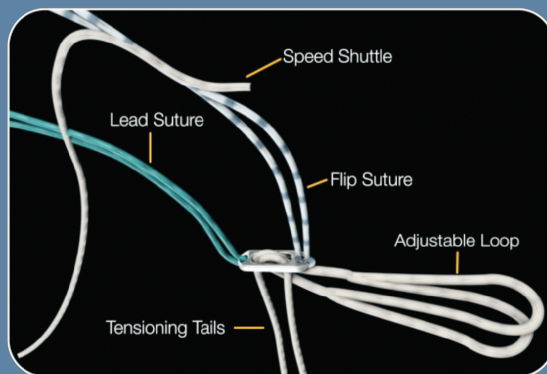 Speed Shuttle
Lead Suture
Flip Suture
Adjustable Loop
Tensioning Tails